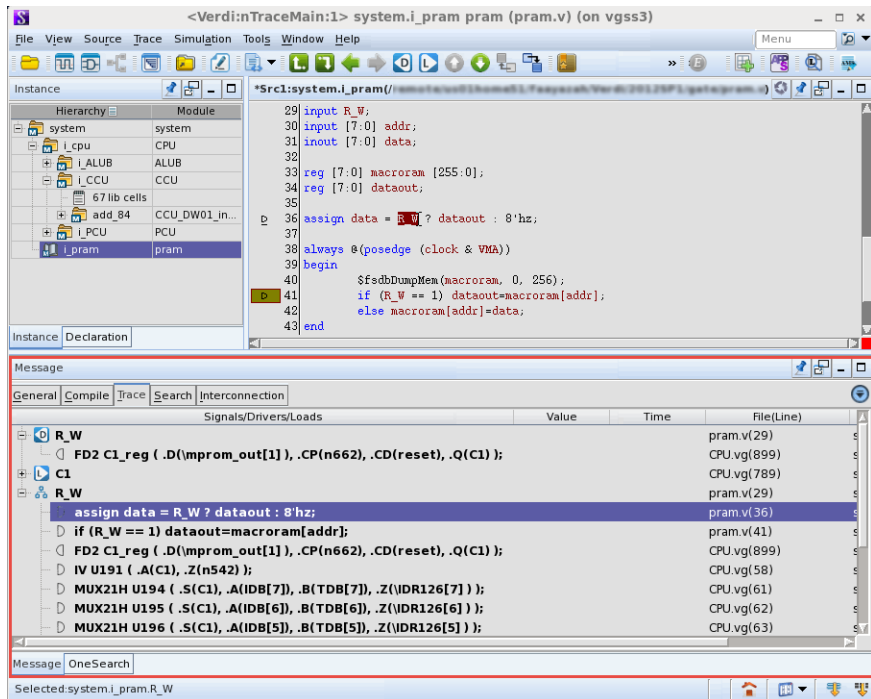 <Verdi:nTraceMain:1> system.i_pram pram (pram.v) (on vgss3)
File View Source Trace Simulation Tools Window Help
Menu
Instance
*Src1:system.i_pram(/
Hierarchy Module
system system
i_cpu CPU
i_ALUB ALUB
i_CCU CCU
67 lib cells
add_84 CCU_DW01_in...
i_PCU PCU
i_pram pram
Instance Declaration
29 input R_W;
30 input [7:0] addr;
31 inout [7:0] data;
32
33 reg [7:0] macroram [255:0];
34 reg [7:0] dataout;
35
36 assign data = R_W ? dataout : 8'hz;
37
38 always @(posedge (clock & VMA))
39 begin
40 $fsdbDumpMem(macroram, 0, 256);
41 if (R_W == 1) dataout=macroram[addr];
42 else macroram[addr]=data;
43 end
Message
General Compile Trace Search Interconnection
Signals/Drivers/Loads Value Time File(Line)
R_W pram.v(29)
FD2 C1_reg ( .D(\mprom_out[1] ), .CP(n662), .CD(reset), .Q(C1) ); CPU.vg(899)
C1 CPU.vg(789)
R_W pram.v(29)
assign data = R_W ? dataout : 8'hz; pram.v(36)
if (R_W == 1) dataout=macroram[addr]; pram.v(41)
FD2 C1_reg ( .D(\mprom_out[1] ), .CP(n662), .CD(reset), .Q(C1) ); CPU.vg(899)
IV U191 ( .A(C1), .Z(n542) ); CPU.vg(58)
MUX21H U194 ( .S(C1), .A(IDB[7]), .B(TDB[7]), .Z(\IDR126[7] ) ); CPU.vg(61)
MUX21H U195 ( .S(C1), .A(IDB[6]), .B(TDB[6]), .Z(\IDR126[6] ) ); CPU.vg(62)
MUX21H U196 ( .S(C1), .A(IDB[5]), .B(TDB[5]), .Z(\IDR126[5] ) ); CPU.vg(63)
Message OneSearch
Selected:system.i_pram.R_W